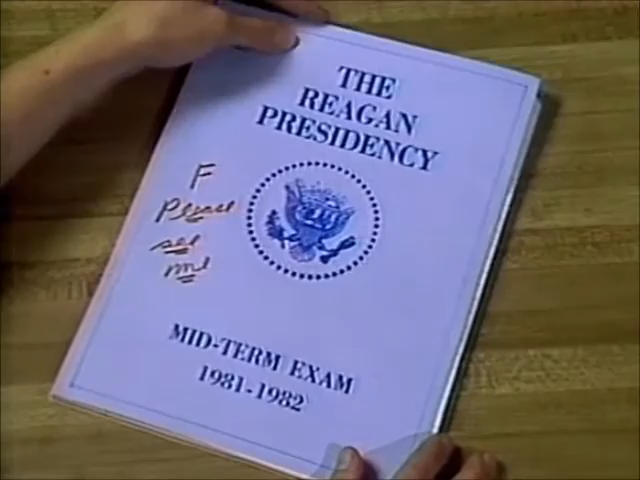 THE
REAGAN
PRESIDENCY
F
Please
see
me
MID-TERM EXAM
1981-1982